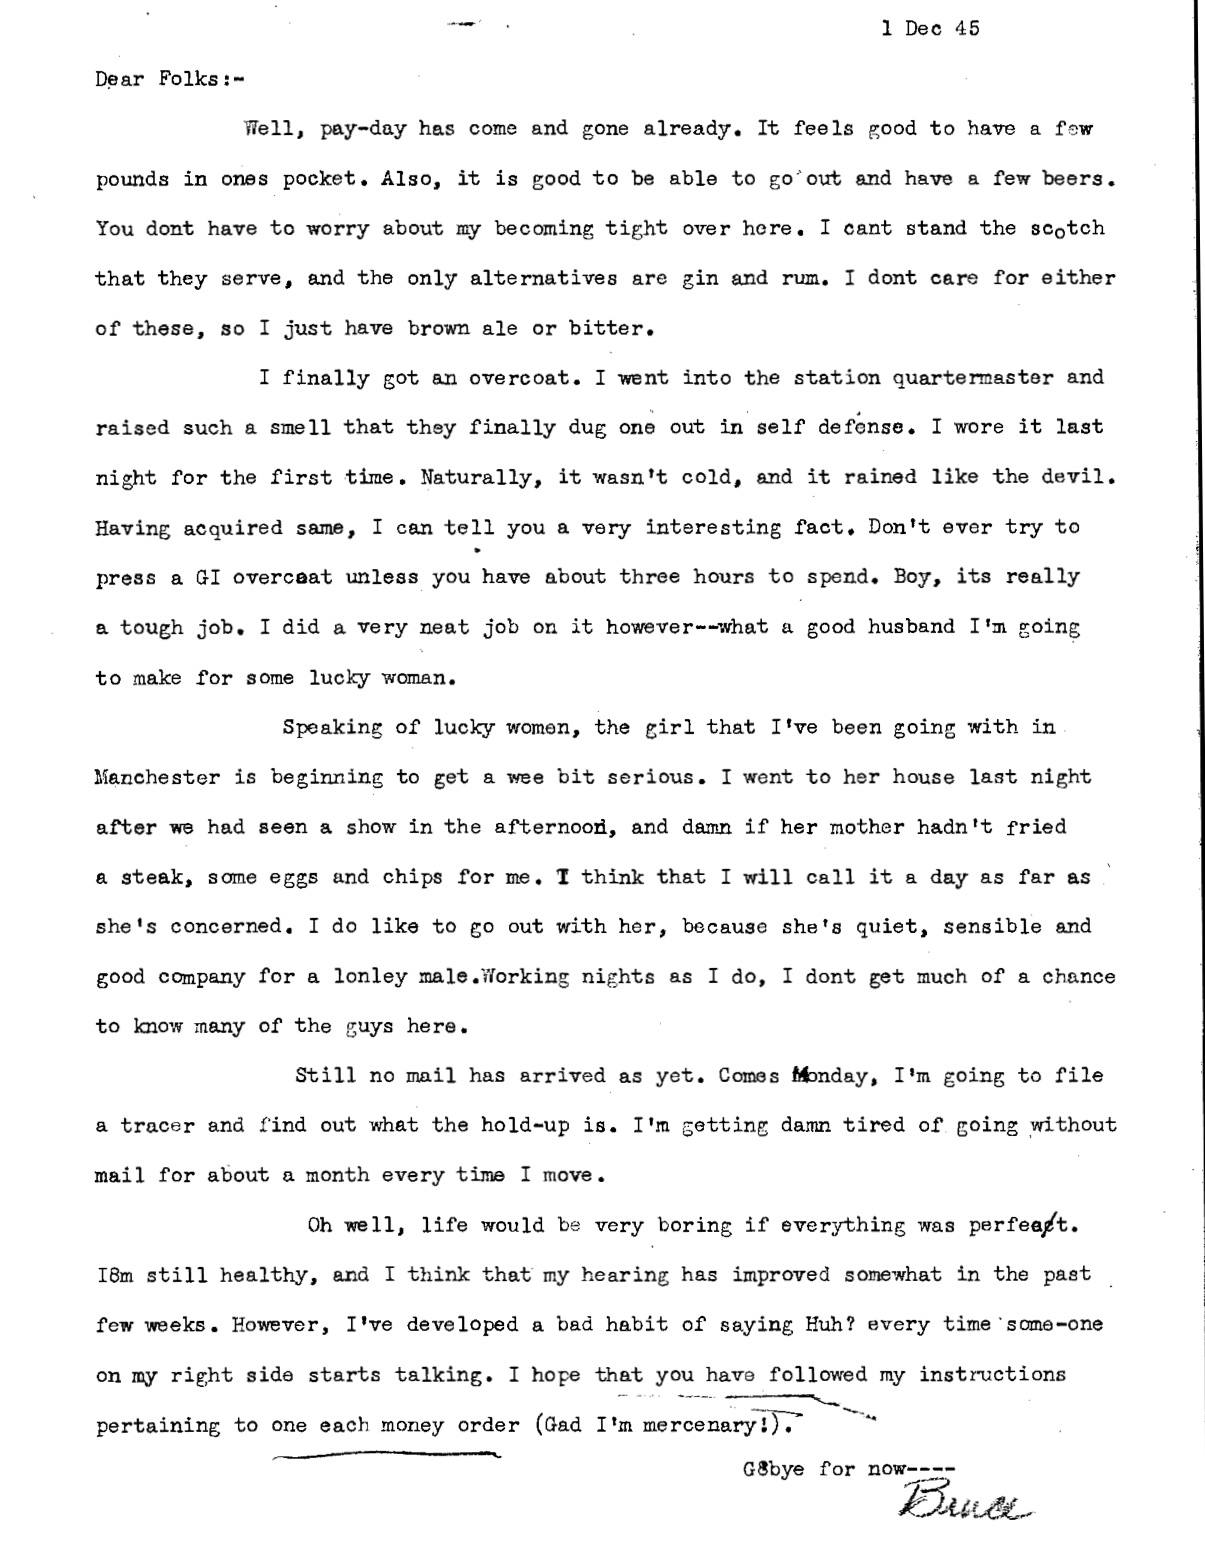 1 Dec 45
Dear Folks:-
Well, pay-day has come and gone already. It feels good to have a few
pounds in ones pocket. Also, it is good to be able to go out and have a few beers.
You dont have to worry about my becoming tight over here. I cant stand the scotch
that they serve, and the only alternatives are gin and rum. I dont care for either
of these, so I just have brown ale or bitter.
I finally got an overcoat. I went into the station quartermaster and
raised such a smell that they finally dug one out in self defense. I wore it last
night for the first time. Naturally, it wasn't cold, and it rained like the devil.
Having acquired same, I can tell you a very interesting fact. Don't ever try to
press a GI overcoat unless you have about three hours to spend. Boy, its really
a tough job. I did a very neat job on it however--what a good husband I'm going
to make for some lucky woman.
Speaking of lucky women, the girl that I've been going with in
Manchester is beginning to get a wee bit serious. I went to her house last night
after we had seen a show in the afternoon, and damn if her mother hadn't fried
a steak, some eggs and chips for me. I think that I will call it a day as far as
she's concerned. I do like to go out with her, because she's quiet, sensible and
good company for a lonley male.Working nights as I do, I dont get much of a chance
to know many of the guys here.
Still no mail has arrived as yet. Comes Monday, I'm going to file
a tracer and find out what the hold-up is. I'm getting damn tired of going without
mail for about a month every time I move.
Oh well, life would be very boring if everything was perfect.
I8m still healthy, and I think that my hearing has improved somewhat in the past
few weeks. However, I've developed a bad habit of saying Huh? every time some-one
on my right side starts talking. I hope that you have followed my instructions
pertaining to one each money order (Gad I'm mercenary!).
G8bye for now----
Bruce